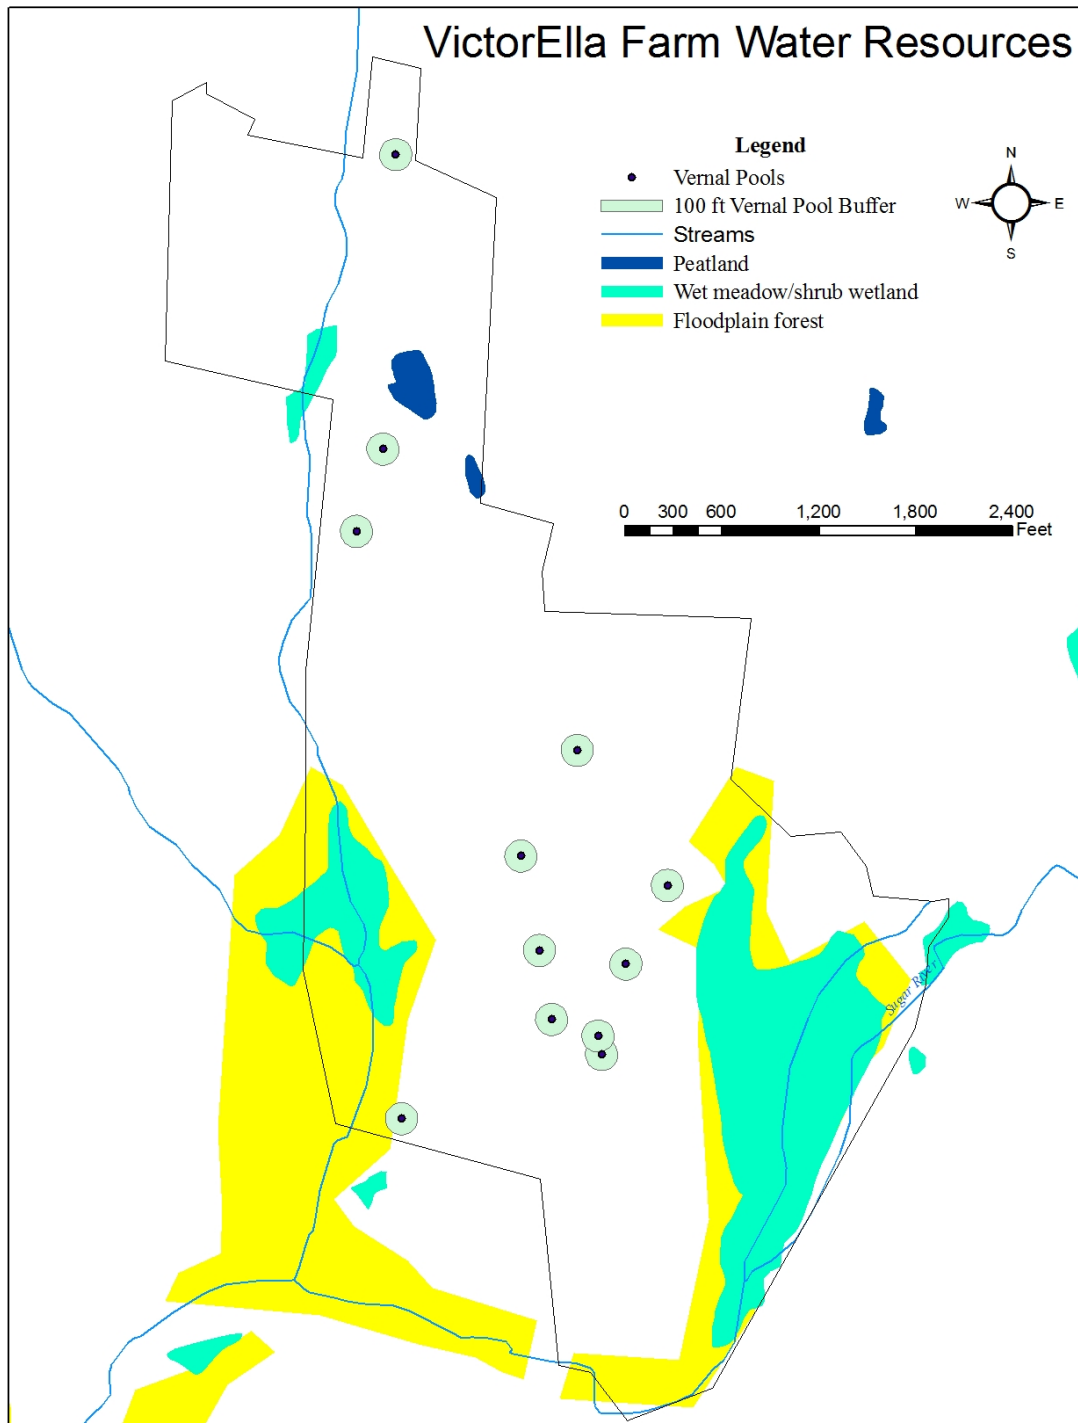 VictorElla Farm Water Resources
Legend
Vernal Pools
100 ft Vernal Pool Buffer
Streams
Peatland
Wet meadow/shrub wetland
Floodplain forest
N
W E
S
0 300 600 1,200 1,800 2,400
Feet
Sugar River